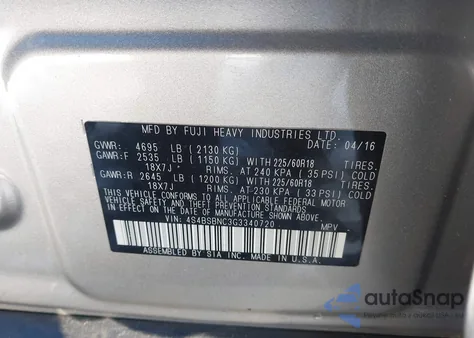 MFD BY FUJI HEAVY INDUSTRIES LTD.
GVWR: 4695 LB (2130 KG) DATE: 04/16
GAWR:F 2535 LB (1150 KG) WITH 225/60R18 TIRES,
18X7J RIMS, AT 240 KPA (35 PSI) COLD
GAWR:R 2645 LB (1200 KG) WITH 225/60R18 TIRES,
18X7J RIMS, AT 230 KPA (33 PSI) COLD
THIS VEHICLE CONFORMS TO ALL APPLICABLE FEDERAL MOTOR
VEHICLE SAFETY AND THEFT PREVENTION STANDARDS
IN EFFECT ON THE DATE OF MANUFACTURE SHOWN ABOVE.
VIN: 4S4BSBNC3G3340720 MPV
ASSEMBLED BY SIA INC. MADE IN U.S.A.
autoSnap